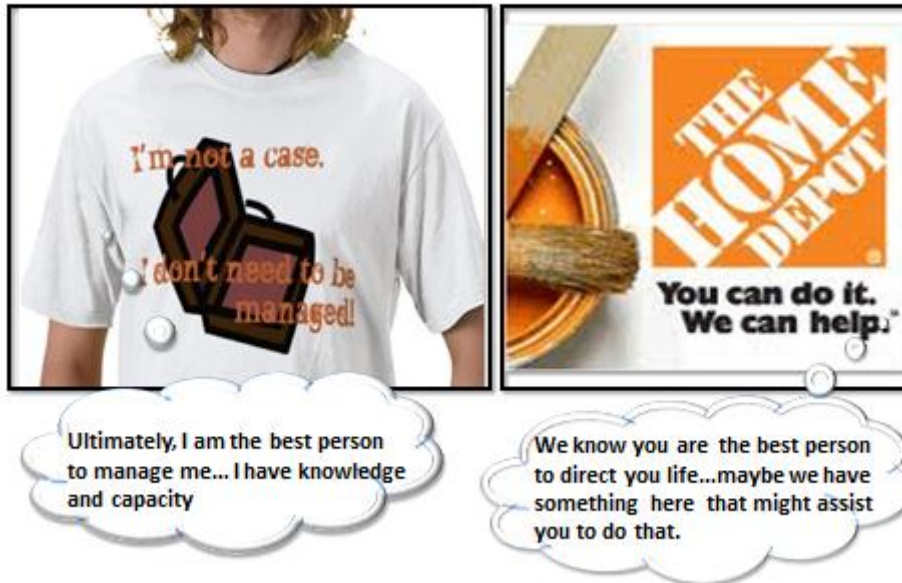 I'm not a case.
I don't need to be
managed!
THE
HOME
DEPOT
®
You can do it.
We can help.™
Ultimately, I am the best person
to manage me... I have knowledge
and capacity
We know you are the best person
to direct you life...maybe we have
something here that might assist
you to do that.